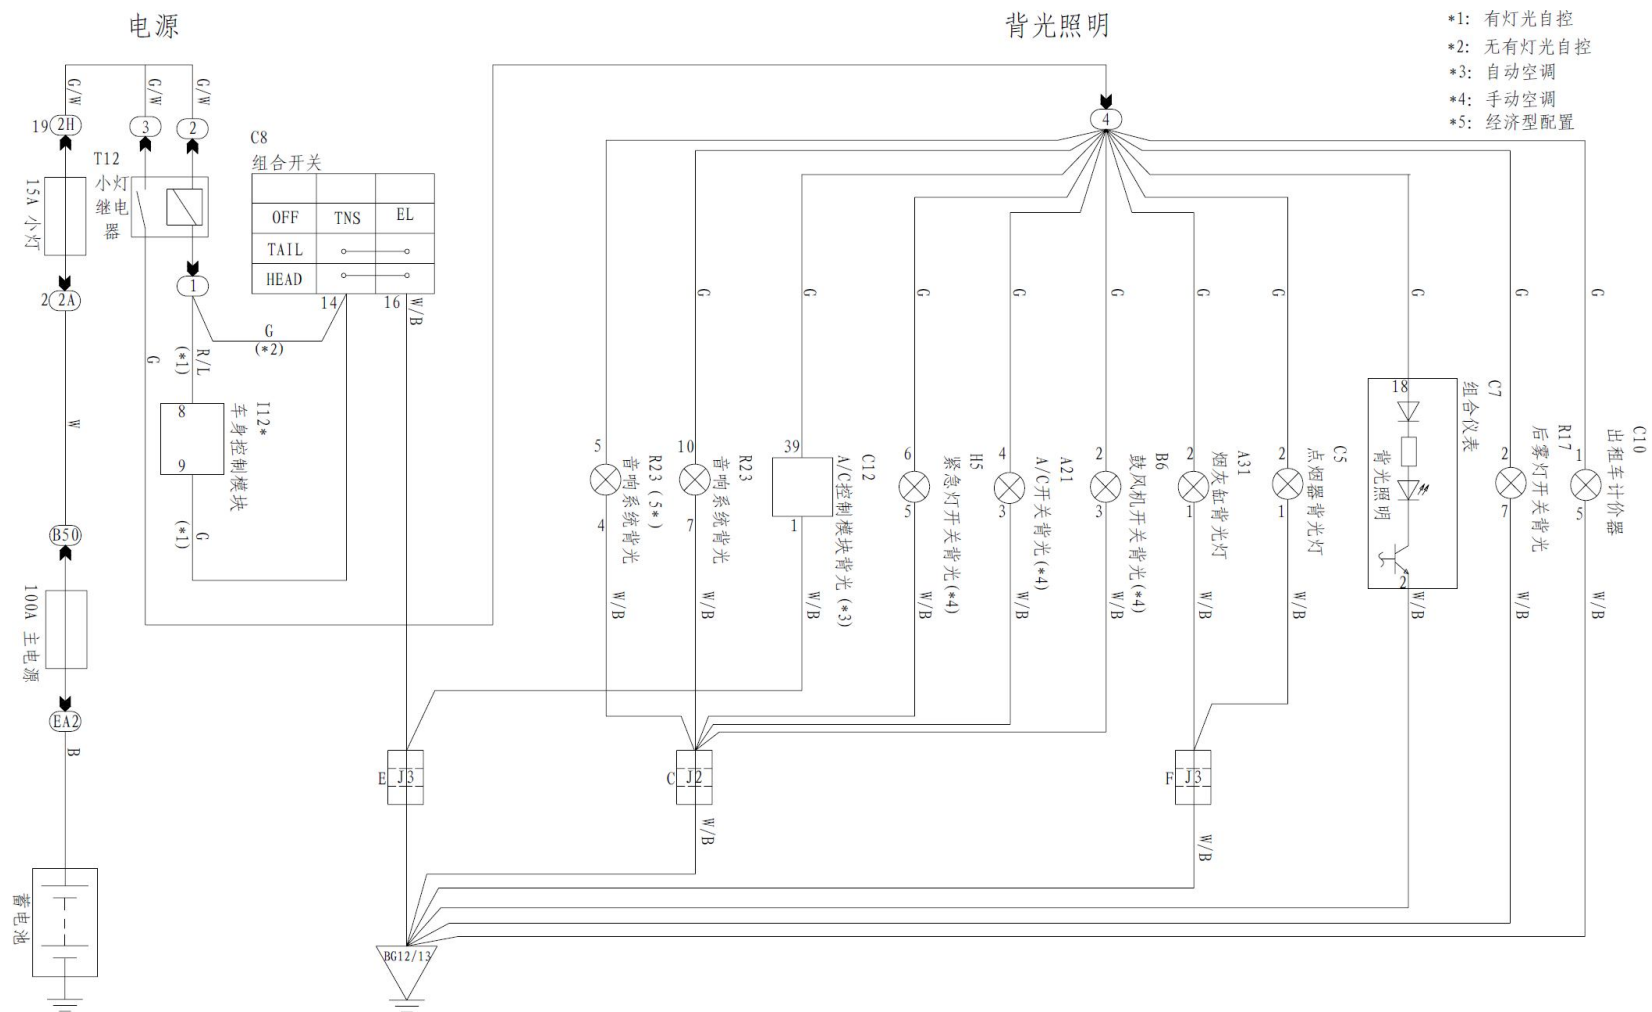 电源
背光照明
*1: 有灯光自控
*2: 无有灯光自控
*3: 自动空调
*4: 手动空调
*5: 经济型配置
G/W
G/W
G/W
19
2H
3
2
4
T12
小灯
继电
器
15A 小灯
2
2A
1
C8
组合开关
OFF
TNS
EL
TAIL
HEAD
14
16
W/B
G
(*2)
R/L
(*1)
G
W
8
9
I12*
车身控制模块
G
(*1)
B50
100A 主电源
EA2
B
蓄电池
G
G
G
G
G
G
G
G
G
5
4
R23 (5*)
音响系统背光
10
7
R23
音响系统背光
39
1
C12
A/C控制模块背光(*3)
6
5
H5
紧急灯开关背光(*4)
4
3
A21
A/C开关背光(*4)
2
3
B6
鼓风机开关背光(*4)
2
1
A31
烟灰缸背光灯
2
1
C5
点烟器背光灯
18
2
背光照明
C7
组合仪表
2
7
R17
后雾灯开关背光
1
5
C10
出租车计价器
W/B
W/B
W/B
W/B
W/B
W/B
W/B
W/B
W/B
W/B
W/B
E
J3
C
J2
F
J3
W/B
W/B
BG12/13